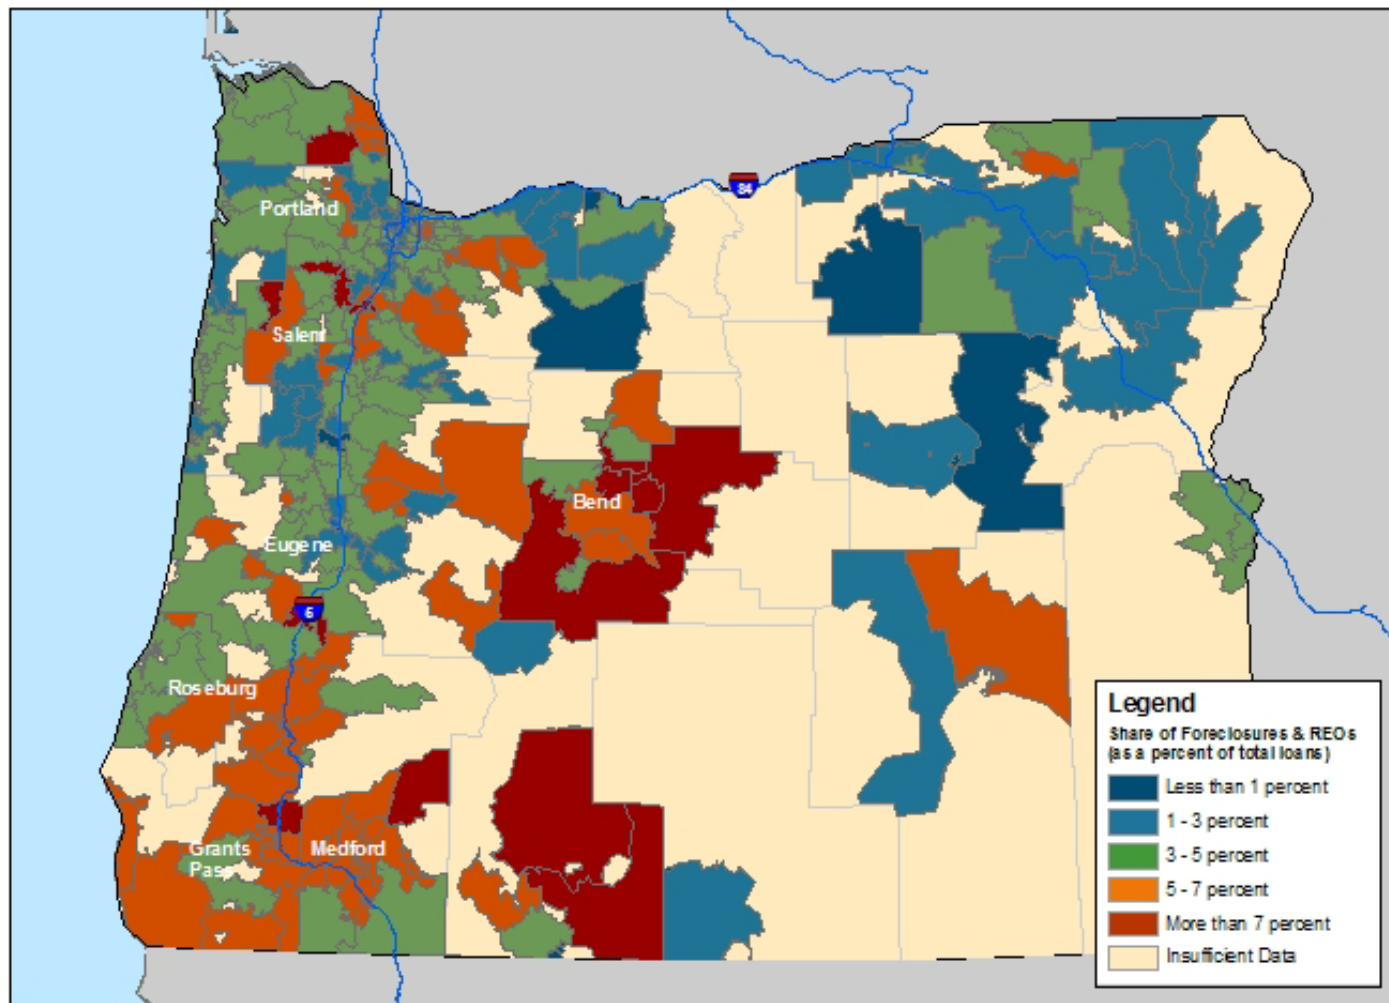 84
Portland
Salem
Bend
Eugene
5
Roseburg
Grants
Pass
Medford
Legend
Share of Foreclosures & REOs
(as a percent of total loans)
Less than 1 percent
1 - 3 percent
3 - 5 percent
5 - 7 percent
More than 7 percent
Insufficient Data